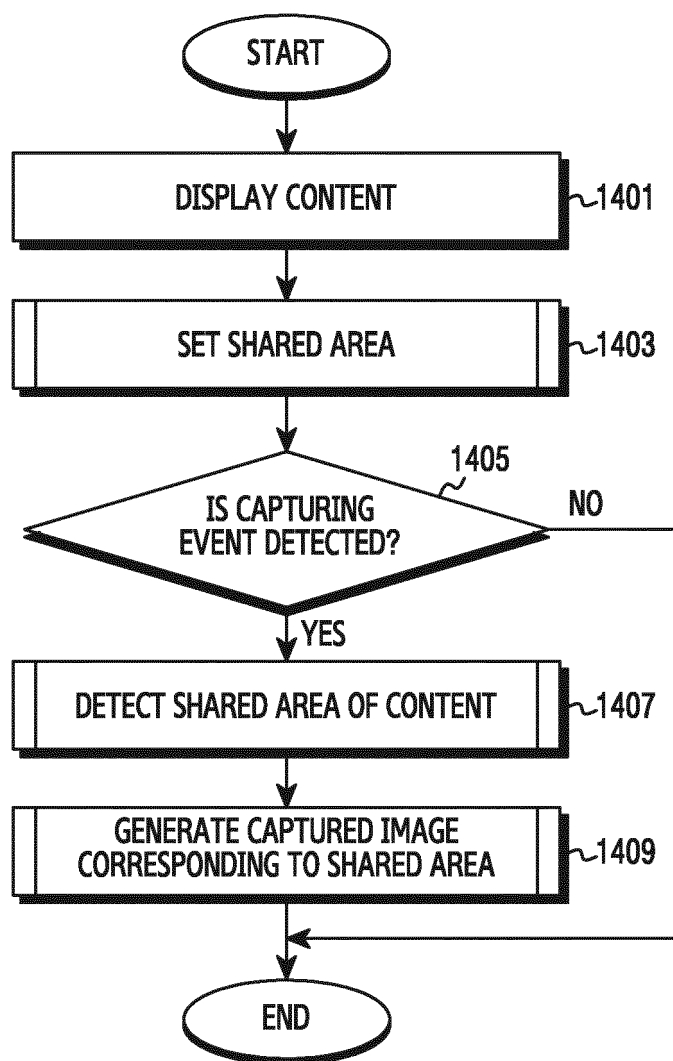 START
DISPLAY CONTENT
1401
SET SHARED AREA
1403
1405
IS CAPTURING
EVENT DETECTED?
NO
YES
DETECT SHARED AREA OF CONTENT
1407
GENERATE CAPTURED IMAGE
CORRESPONDING TO SHARED AREA
1409
END